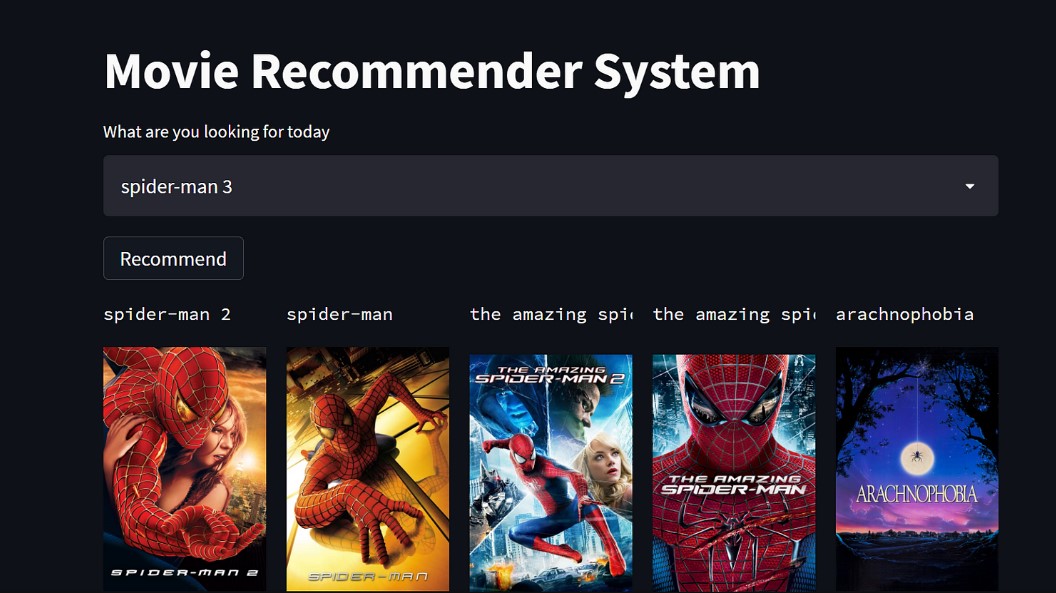 Movie Recommender System
What are you looking for today
spider-man 3
Recommend
spider-man 2
spider-man
the amazing spi
the amazing spi
arachnophobia
SPIDER-MAN 2
SPIDER-MAN
THE AMAZING
SPIDER-MAN 2
THE AMAZING
SPIDER-MAN
ARACHNOPHOBIA